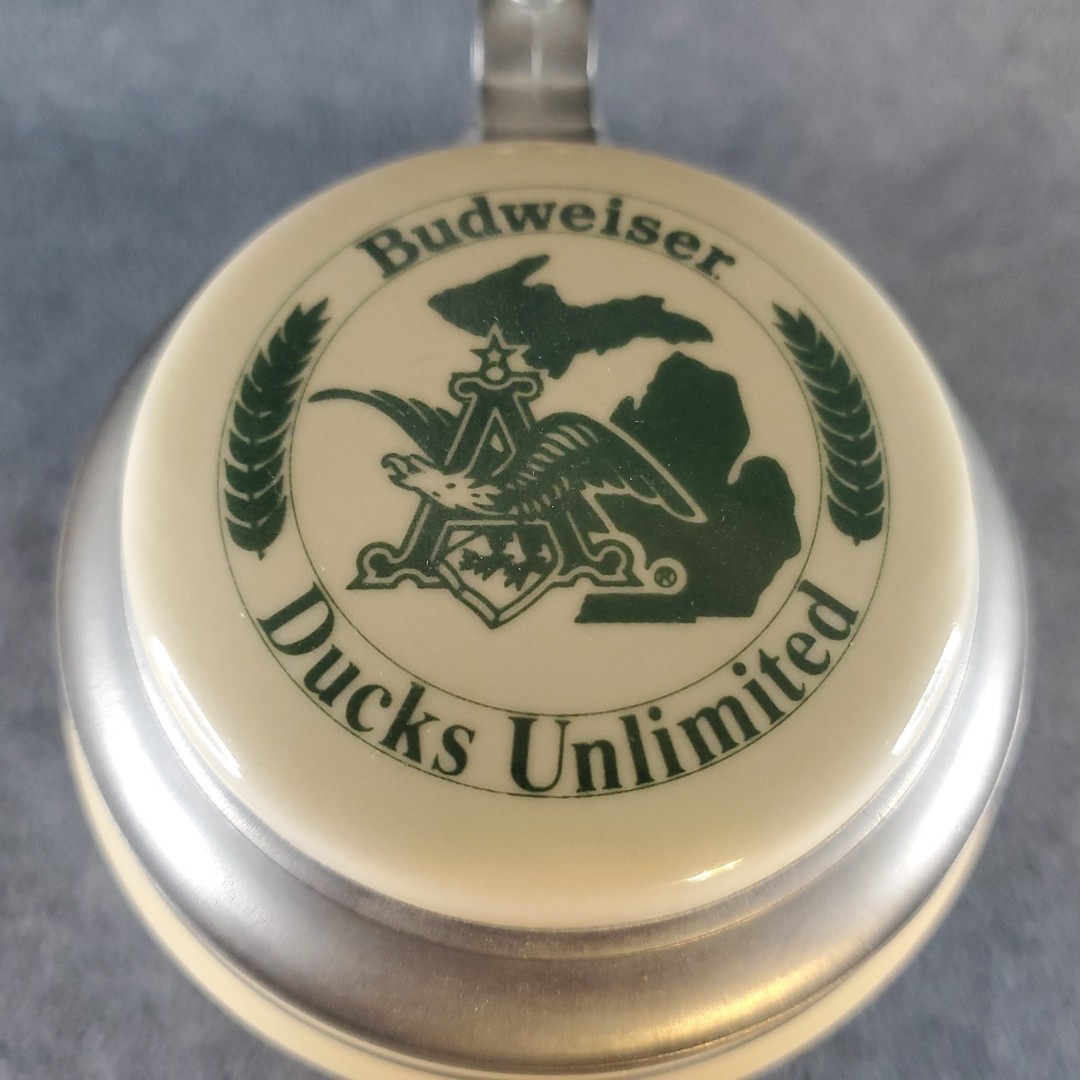 Budweiser
A
®
Ducks Unlimited